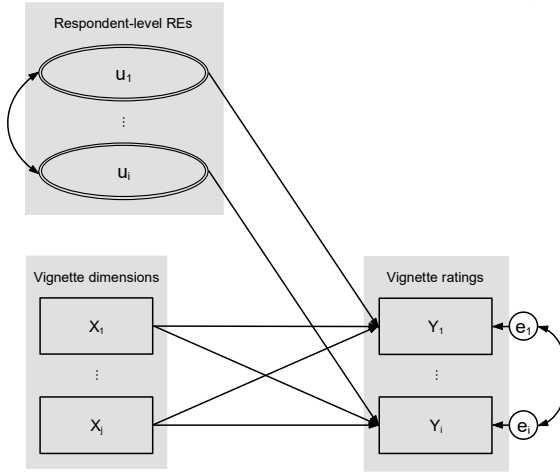 Respondent-level REs
u₁
⋮
uᵢ
Vignette dimensions
X₁
⋮
Xⱼ
Vignette ratings
Y₁
⋮
Yᵢ
e₁
eᵢ